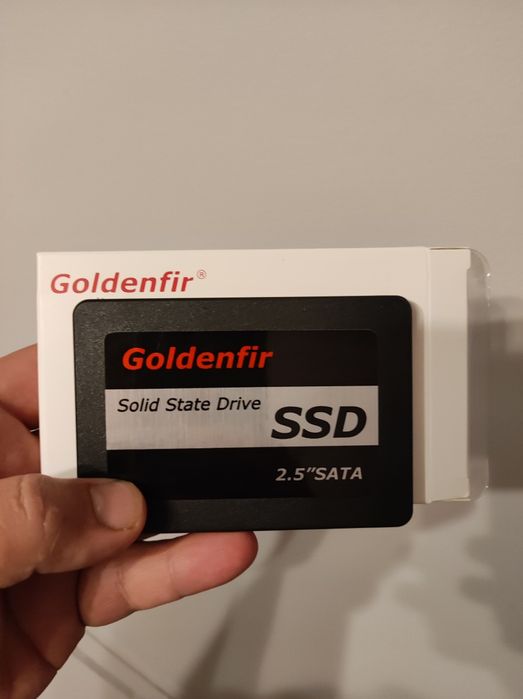 Goldenfir®
Goldenfir
Solid State Drive
SSD
2.5"SATA